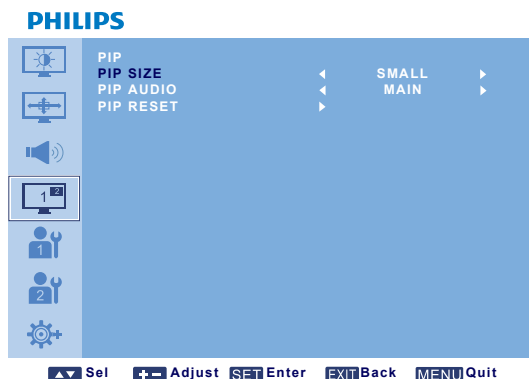 PHILIPS
PIP
PIP SIZE SMALL
PIP AUDIO MAIN
PIP RESET
1 2
1
2
Sel Adjust SET Enter EXIT Back MENU Quit